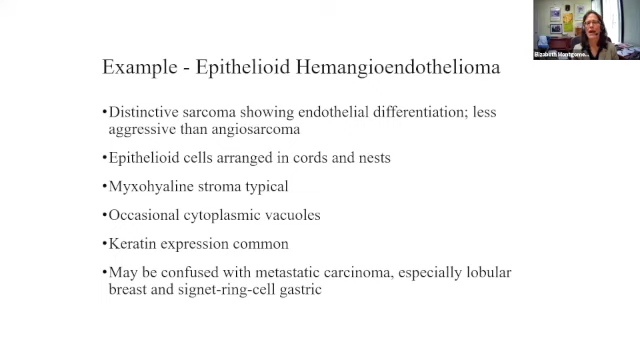 Elizabeth Montgome...
Example - Epithelioid Hemangioendothelioma
•Distinctive sarcoma showing endothelial differentiation; less
aggressive than angiosarcoma
•Epithelioid cells arranged in cords and nests
•Myxohyaline stroma typical
•Occasional cytoplasmic vacuoles
•Keratin expression common
•May be confused with metastatic carcinoma, especially lobular
breast and signet-ring-cell gastric